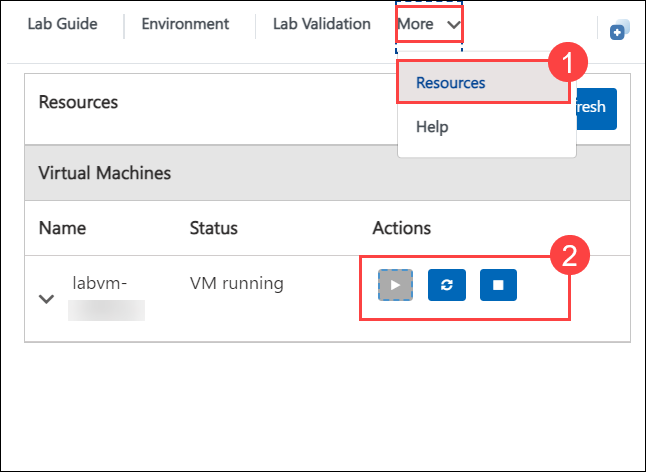 Lab Guide Environment Lab Validation More
1
Resources
Resources
fresh
Help
Virtual Machines
Name Status Actions
2
labvm-
VM running